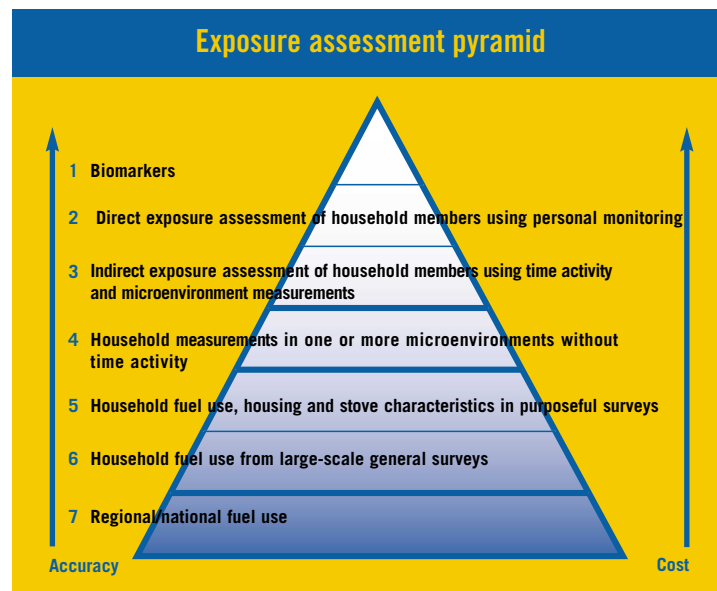 Exposure assessment pyramid
1 Biomarkers
2 Direct exposure assessment of household members using personal monitoring
3 Indirect exposure assessment of household members using time activity
and microenvironment measurements
4 Household measurements in one or more microenvironments without
time activity
5 Household fuel use, housing and stove characteristics in purposeful surveys
6 Household fuel use from large-scale general surveys
7 Regional/national fuel use
Accuracy
Cost